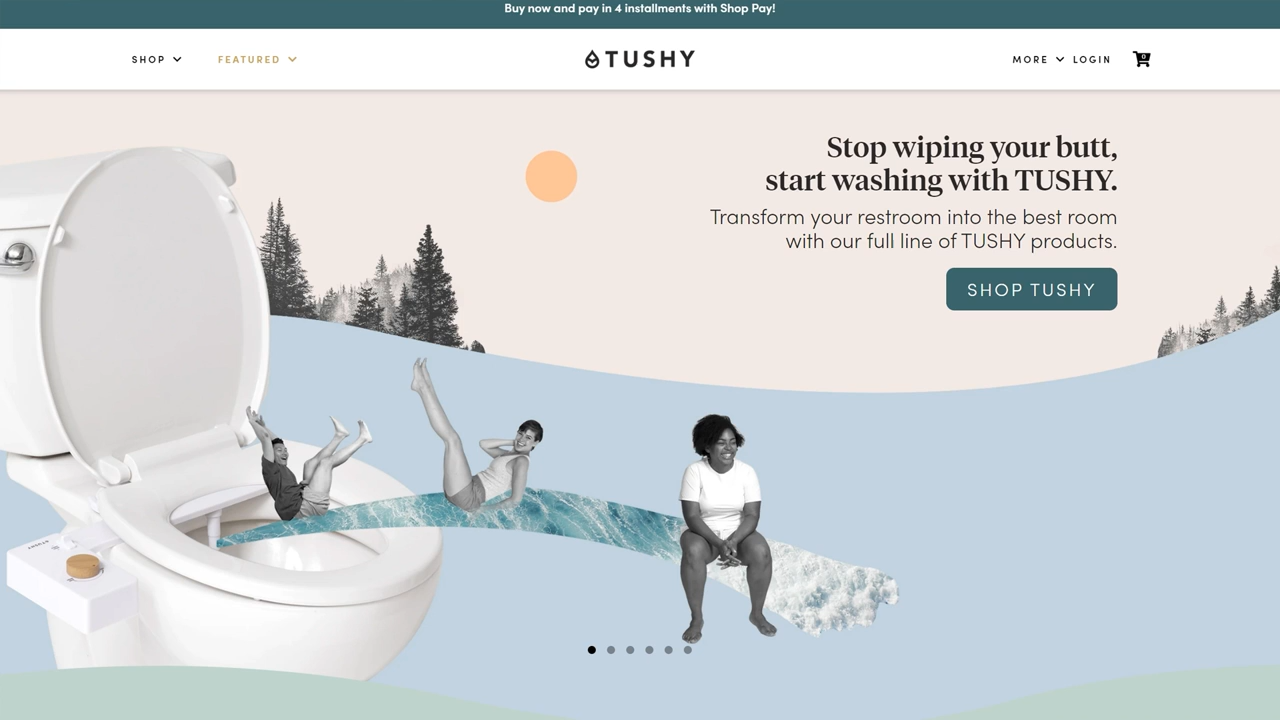 Buy now and pay in 4 installments with Shop Pay!
SHOP
FEATURED
TUSHY
MORE
LOGIN
0
Stop wiping your butt,
start washing with TUSHY.
Transform your restroom into the best room
with our full line of TUSHY products.
SHOP TUSHY
TUSHY